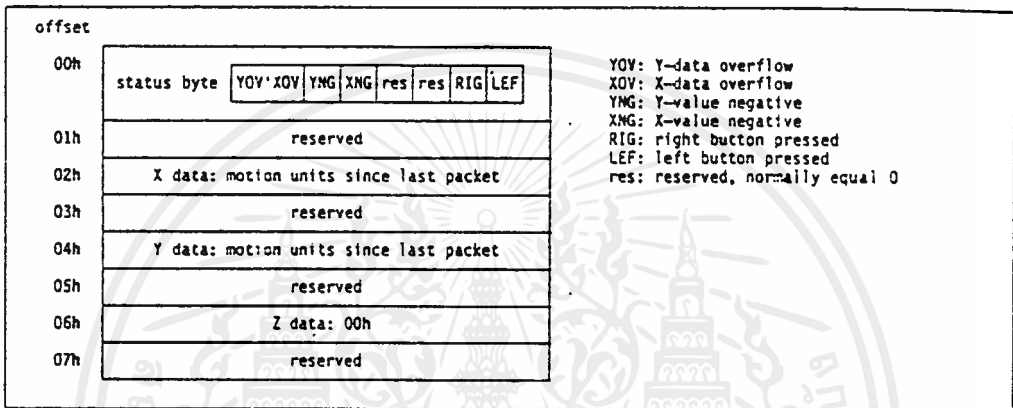 offset
00h
status byte YOV XOV YNG XNG res res RIG LEF
01h reserved
02h X data: motion units since last packet
03h reserved
04h Y data: motion units since last packet
05h reserved
06h Z data: 00h
07h reserved
YOV: Y-data overflow
XOV: X-data overflow
YNG: Y-value negative
XNG: X-value negative
RIG: right button pressed
LEF: left button pressed
res: reserved, normally equal 0